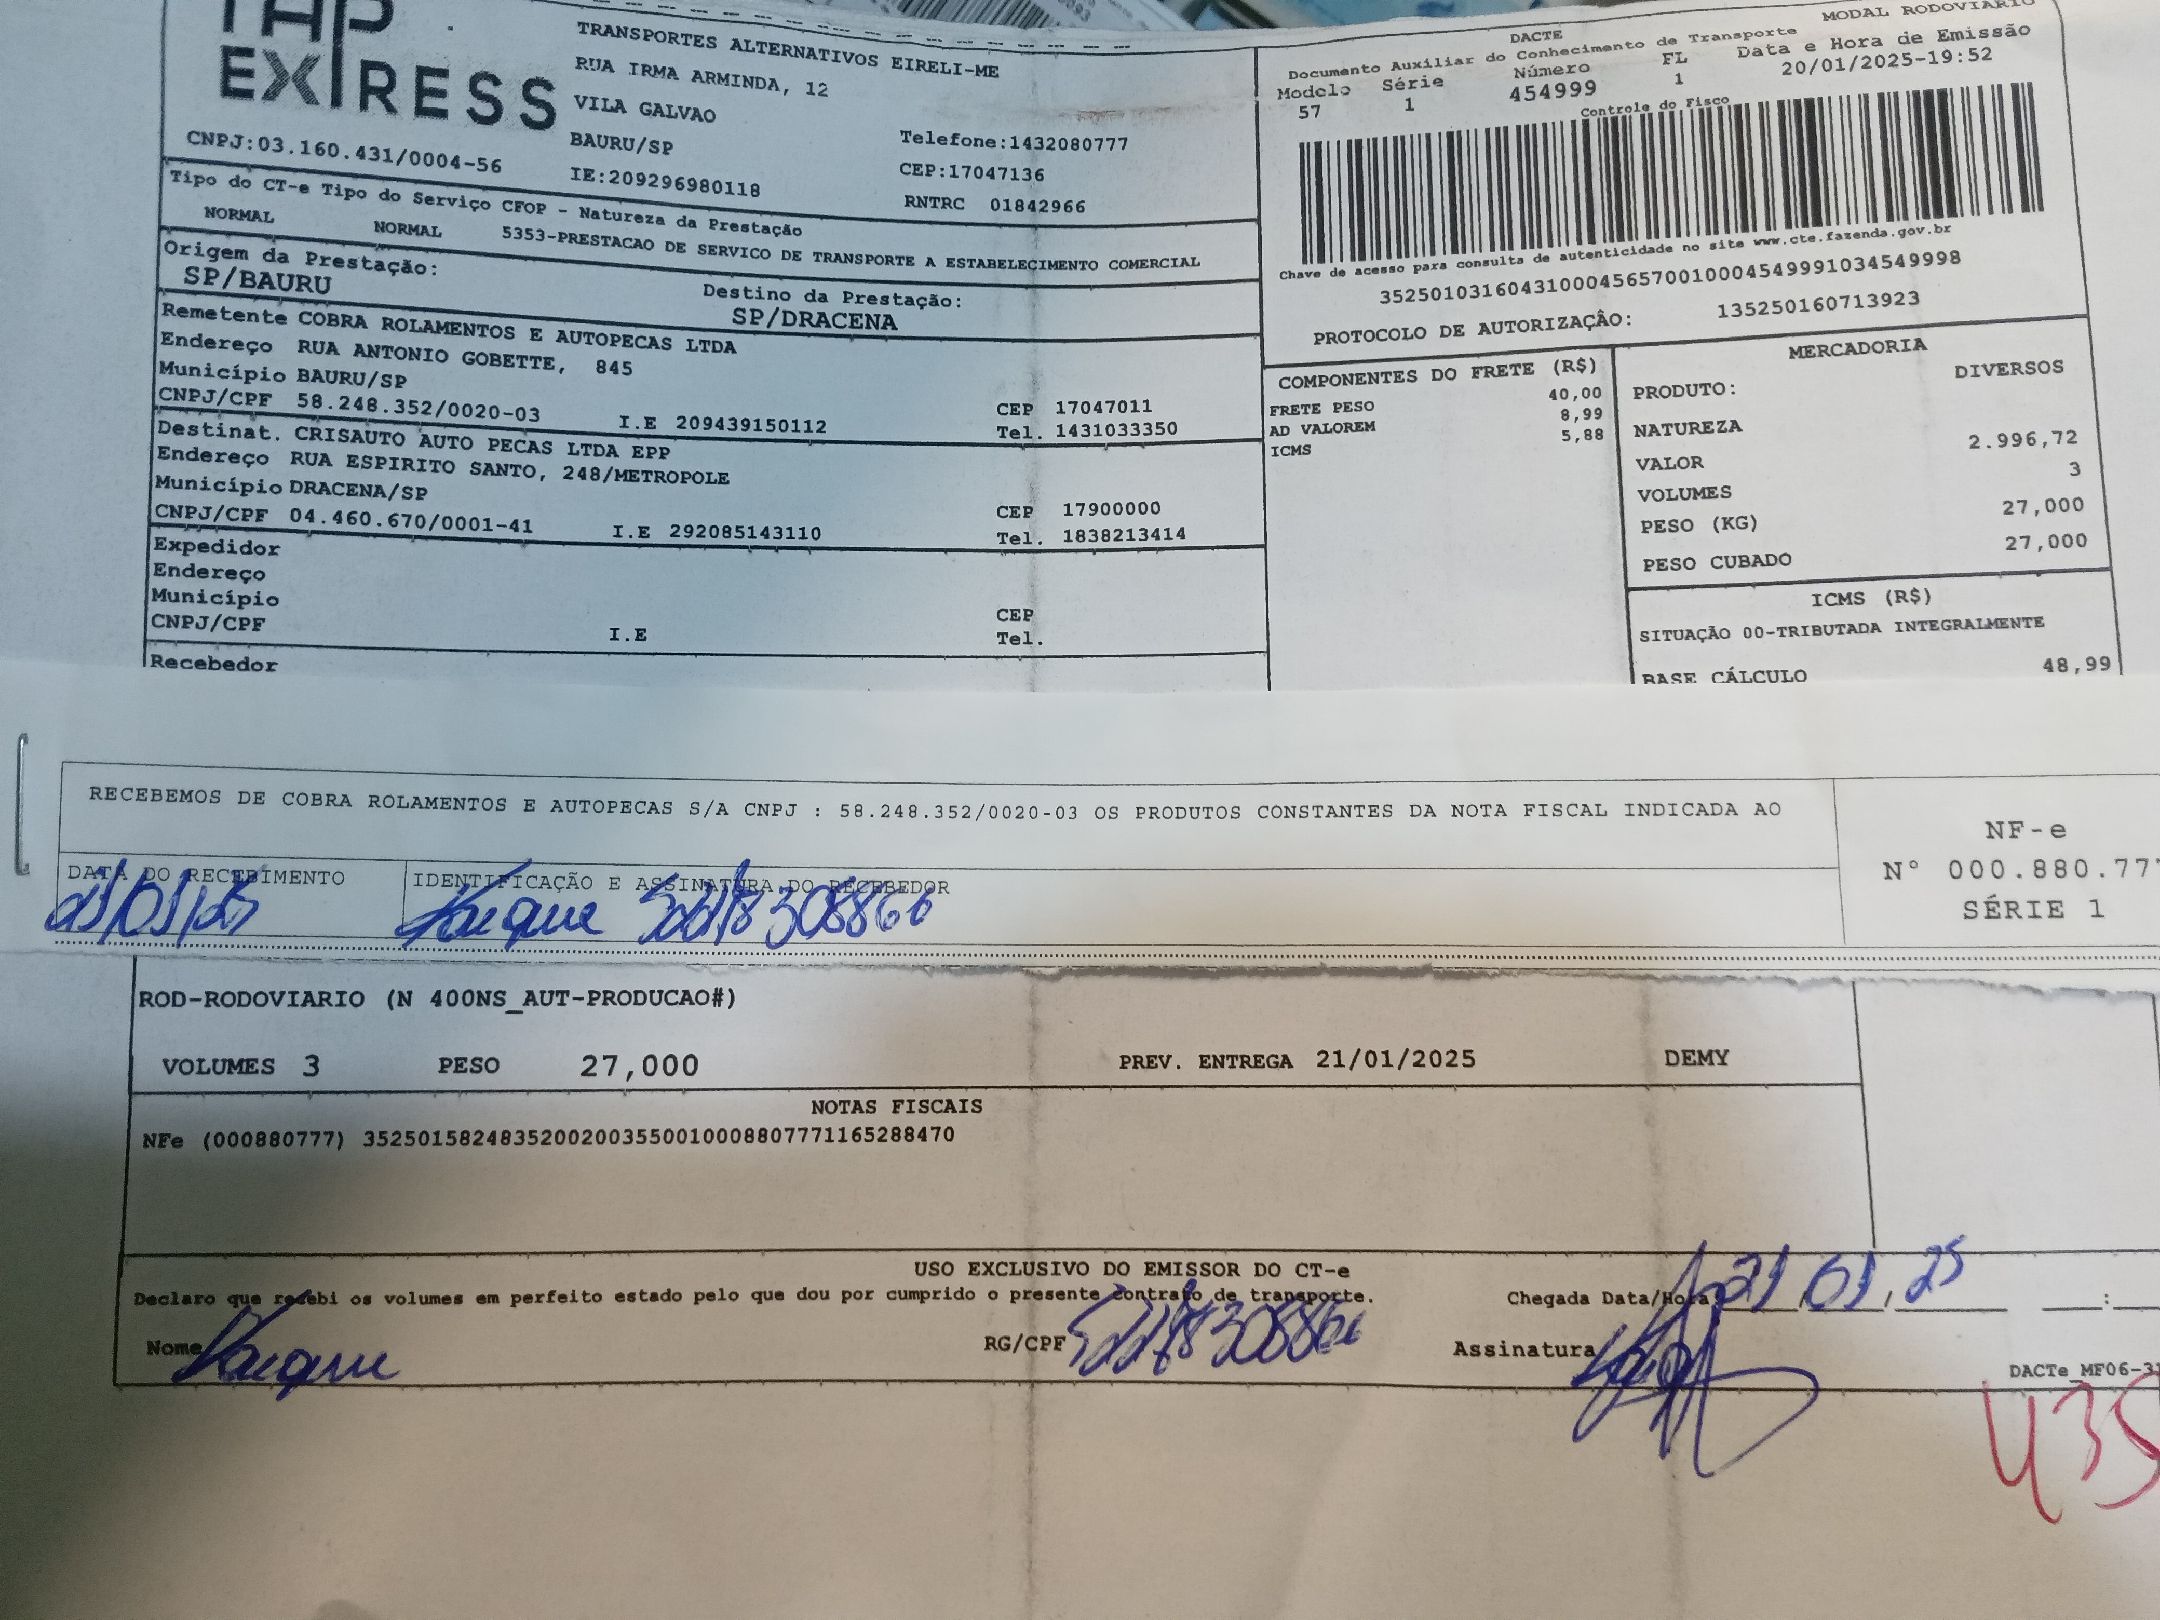 TAP
EXPRESS
CNPJ:03.160.431/0004-56
TRANSPORTES ALTERNATIVOS EIRELI-ME
RUA IRMA ARMINDA, 12
VILA GALVAO
BAURU/SP
IE:209296980118
Telefone:1432080777
CEP:17047136
RNTRC 01842966
Tipo do CT-e Tipo do Serviço CFOP - Natureza da Prestação
NORMAL NORMAL 5353-PRESTACAO DE SERVICO DE TRANSPORTE A ESTABELECIMENTO COMERCIAL
Origem da Prestação:
SP/BAURU
Destino da Prestação:
SP/DRACENA
Remetente COBRA ROLAMENTOS E AUTOPECAS LTDA
Endereço RUA ANTONIO GOBETTE, 845
Município BAURU/SP
CEP 17047011
CNPJ/CPF 58.248.352/0020-03 I.E 209439150112 Tel. 1431033350
Destinat. CRISAUTO AUTO PECAS LTDA EPP
Endereço RUA ESPIRITO SANTO, 248/METROPOLE
Município DRACENA/SP CEP 17900000
CNPJ/CPF 04.460.670/0001-41 I.E 292085143110 Tel. 1838213414
Expedidor
Endereço
Município CEP
CNPJ/CPF I.E Tel.
Recebedor
DACTE MODAL RODOVIARIO
Documento Auxiliar do Conhecimento de Transporte
Modelo Série Número FL Data e Hora de Emissão
57 1 454999 1 20/01/2025-19:52
Controle do Fisco
Chave de acesso para consulta de autenticidade no site www.cte.fazenda.gov.br
35250103160431000456570010004549991034549998
PROTOCOLO DE AUTORIZAÇÂO: 135250160713923
COMPONENTES DO FRETE (R$)
FRETE PESO 40,00
AD VALOREM 8,99
ICMS 5,88
MERCADORIA
PRODUTO: DIVERSOS
NATUREZA
VALOR 2.996,72
VOLUMES 3
PESO (KG) 27,000
PESO CUBADO 27,000
ICMS (R$)
SITUAÇÃO 00-TRIBUTADA INTEGRALMENTE
BASE CÁLCULO 48,99
RECEBEMOS DE COBRA ROLAMENTOS E AUTOPECAS S/A CNPJ : 58.248.352/0020-03 OS PRODUTOS CONSTANTES DA NOTA FISCAL INDICADA AO
DATA DO RECEBIMENTO
21/01/25
IDENTIFICAÇÃO E ASSINATURA DO RECEBEDOR
NF-e
N° 000.880.777
SÉRIE 1
ROD-RODOVIARIO (N 400NS_AUT-PRODUCAO#)
VOLUMES 3 PESO 27,000 PREV. ENTREGA 21/01/2025 DEMY
NOTAS FISCAIS
NFe (000880777) 35250158248352002003550010008807771165288470
USO EXCLUSIVO DO EMISSOR DO CT-e
Declaro que recebi os volumes em perfeito estado pelo que dou por cumprido o presente contrato de transporte.
Chegada Data/Hora 21,01,25 :
Nome RG/CPF Assinatura
DACTe_MF06-31
435